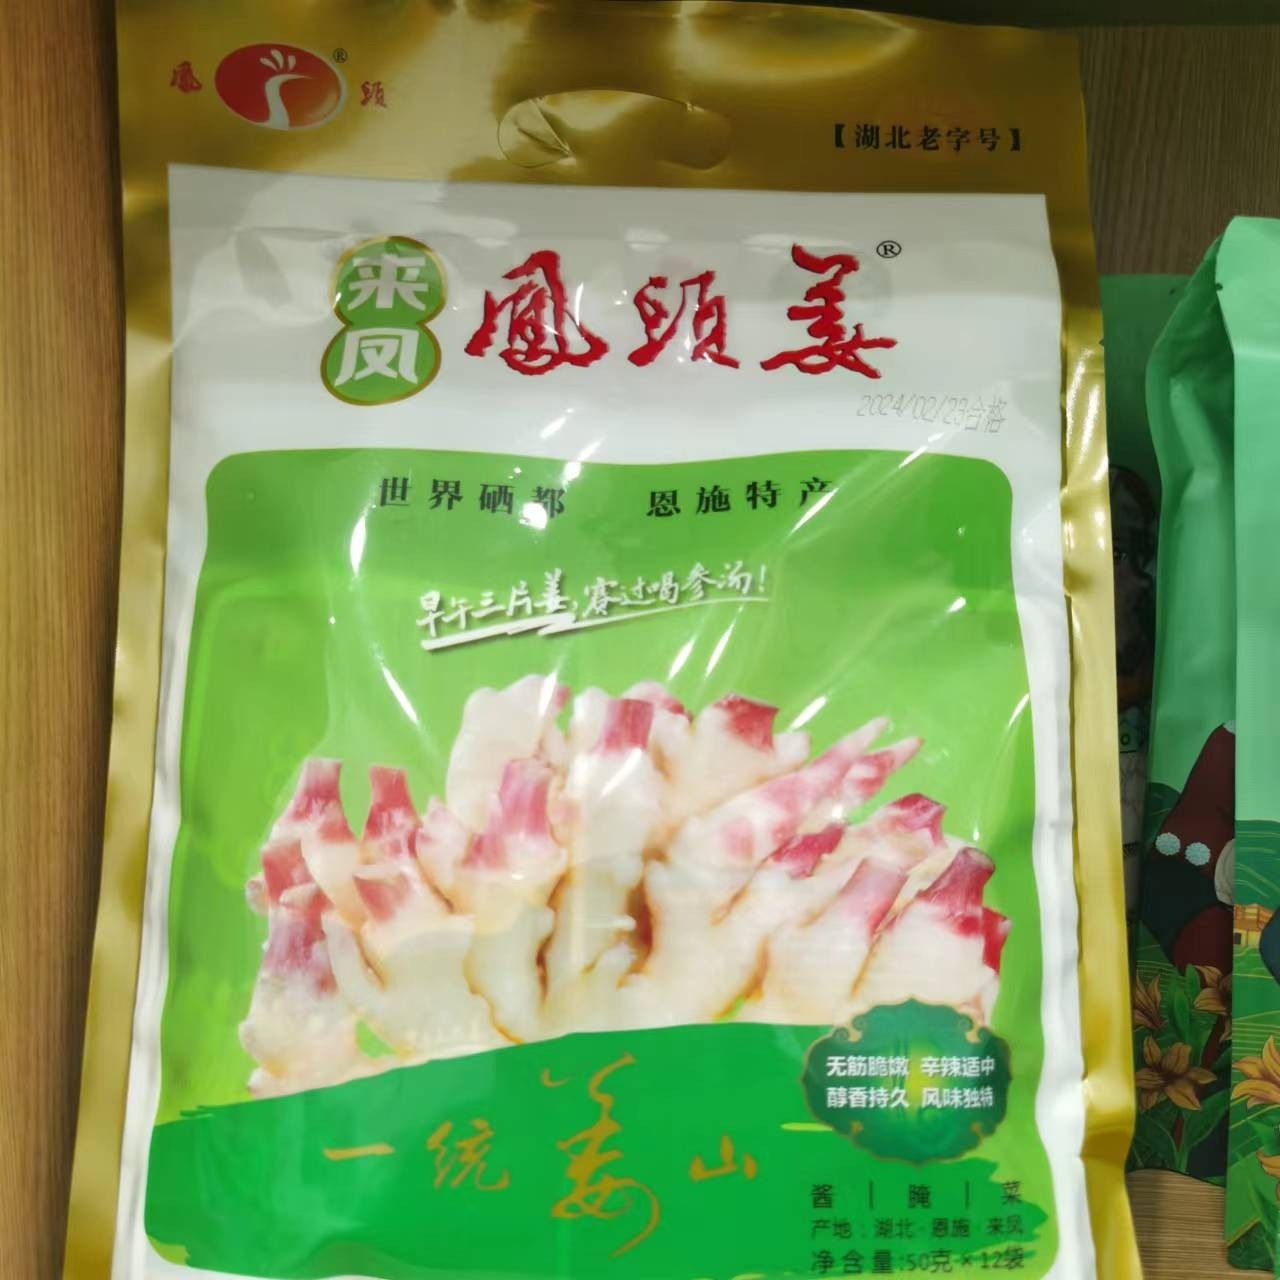 鳳 頭 ®
【湖北老字号】
来凤
鳳頭姜®
2024/02/23合格
世界硒都 恩施特产
早午三片姜,赛过喝参汤!
无筋脆嫩 辛辣适中
醇香持久 风味独特
一统姜山
酱 | 腌 | 菜
产地:湖北·恩施·来凤
净含量:50克×12袋